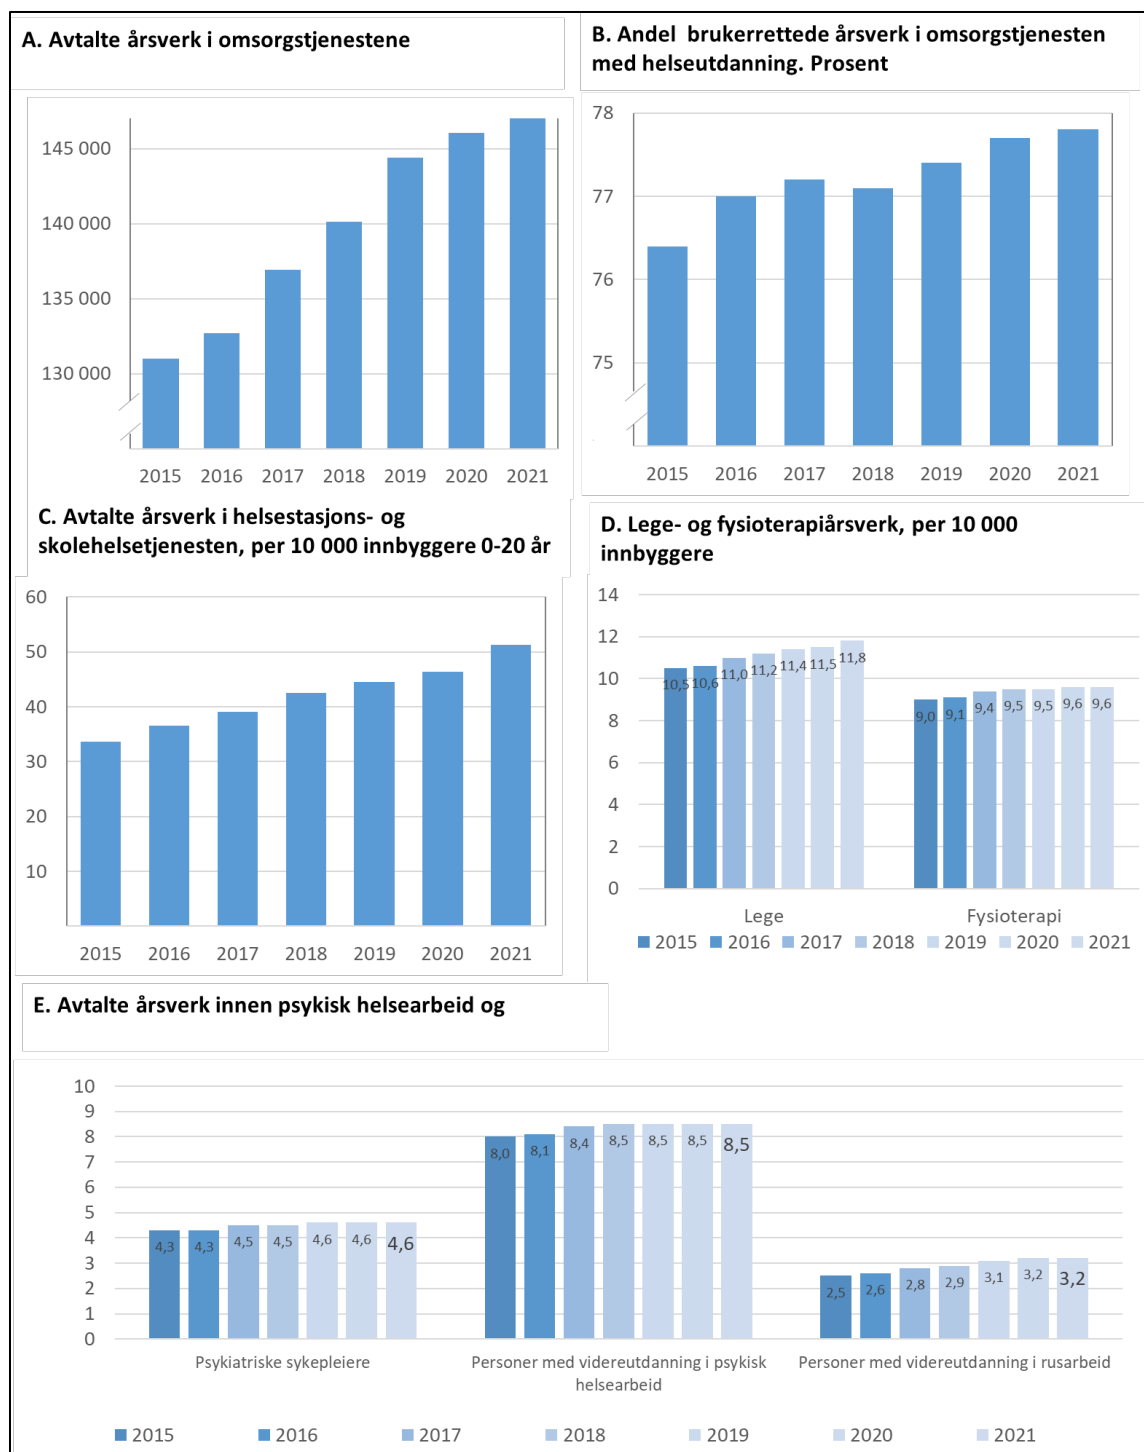 A. Avtalte årsverk i omsorgstjenestene
145 000
140 000
135 000
130 000
2015 2016 2017 2018 2019 2020 2021
B. Andel brukerrettede årsverk i omsorgstjenesten
med helseutdanning. Prosent
78
77
76
75
2015 2016 2017 2018 2019 2020 2021
C. Avtalte årsverk i helsestasjons- og
skolehelsetjenesten, per 10 000 innbyggere 0-20 år
60
50
40
30
20
10
2015 2016 2017 2018 2019 2020 2021
D. Lege- og fysioterapiårsverk, per 10 000
innbyggere
14
12
10
8
6
4
2
0
10,5 10,6 11,0 11,2 11,4 11,5 11,8
9,0 9,1 9,4 9,5 9,5 9,6 9,6
Lege Fysioterapi
2015 2016 2017 2018 2019 2020 2021
E. Avtalte årsverk innen psykisk helsearbeid og
10
9
8
7
6
5
4
3
2
1
0
4,3 4,3 4,5 4,5 4,6 4,6 4,6
8,0 8,1 8,4 8,5 8,5 8,5 8,5
2,5 2,6 2,8 2,9 3,1 3,2 3,2
Psykiatriske sykepleiere
Personer med videreutdanning i psykisk
helsearbeid
Personer med videreutdanning i rusarbeid
2015 2016 2017 2018 2019 2020 2021